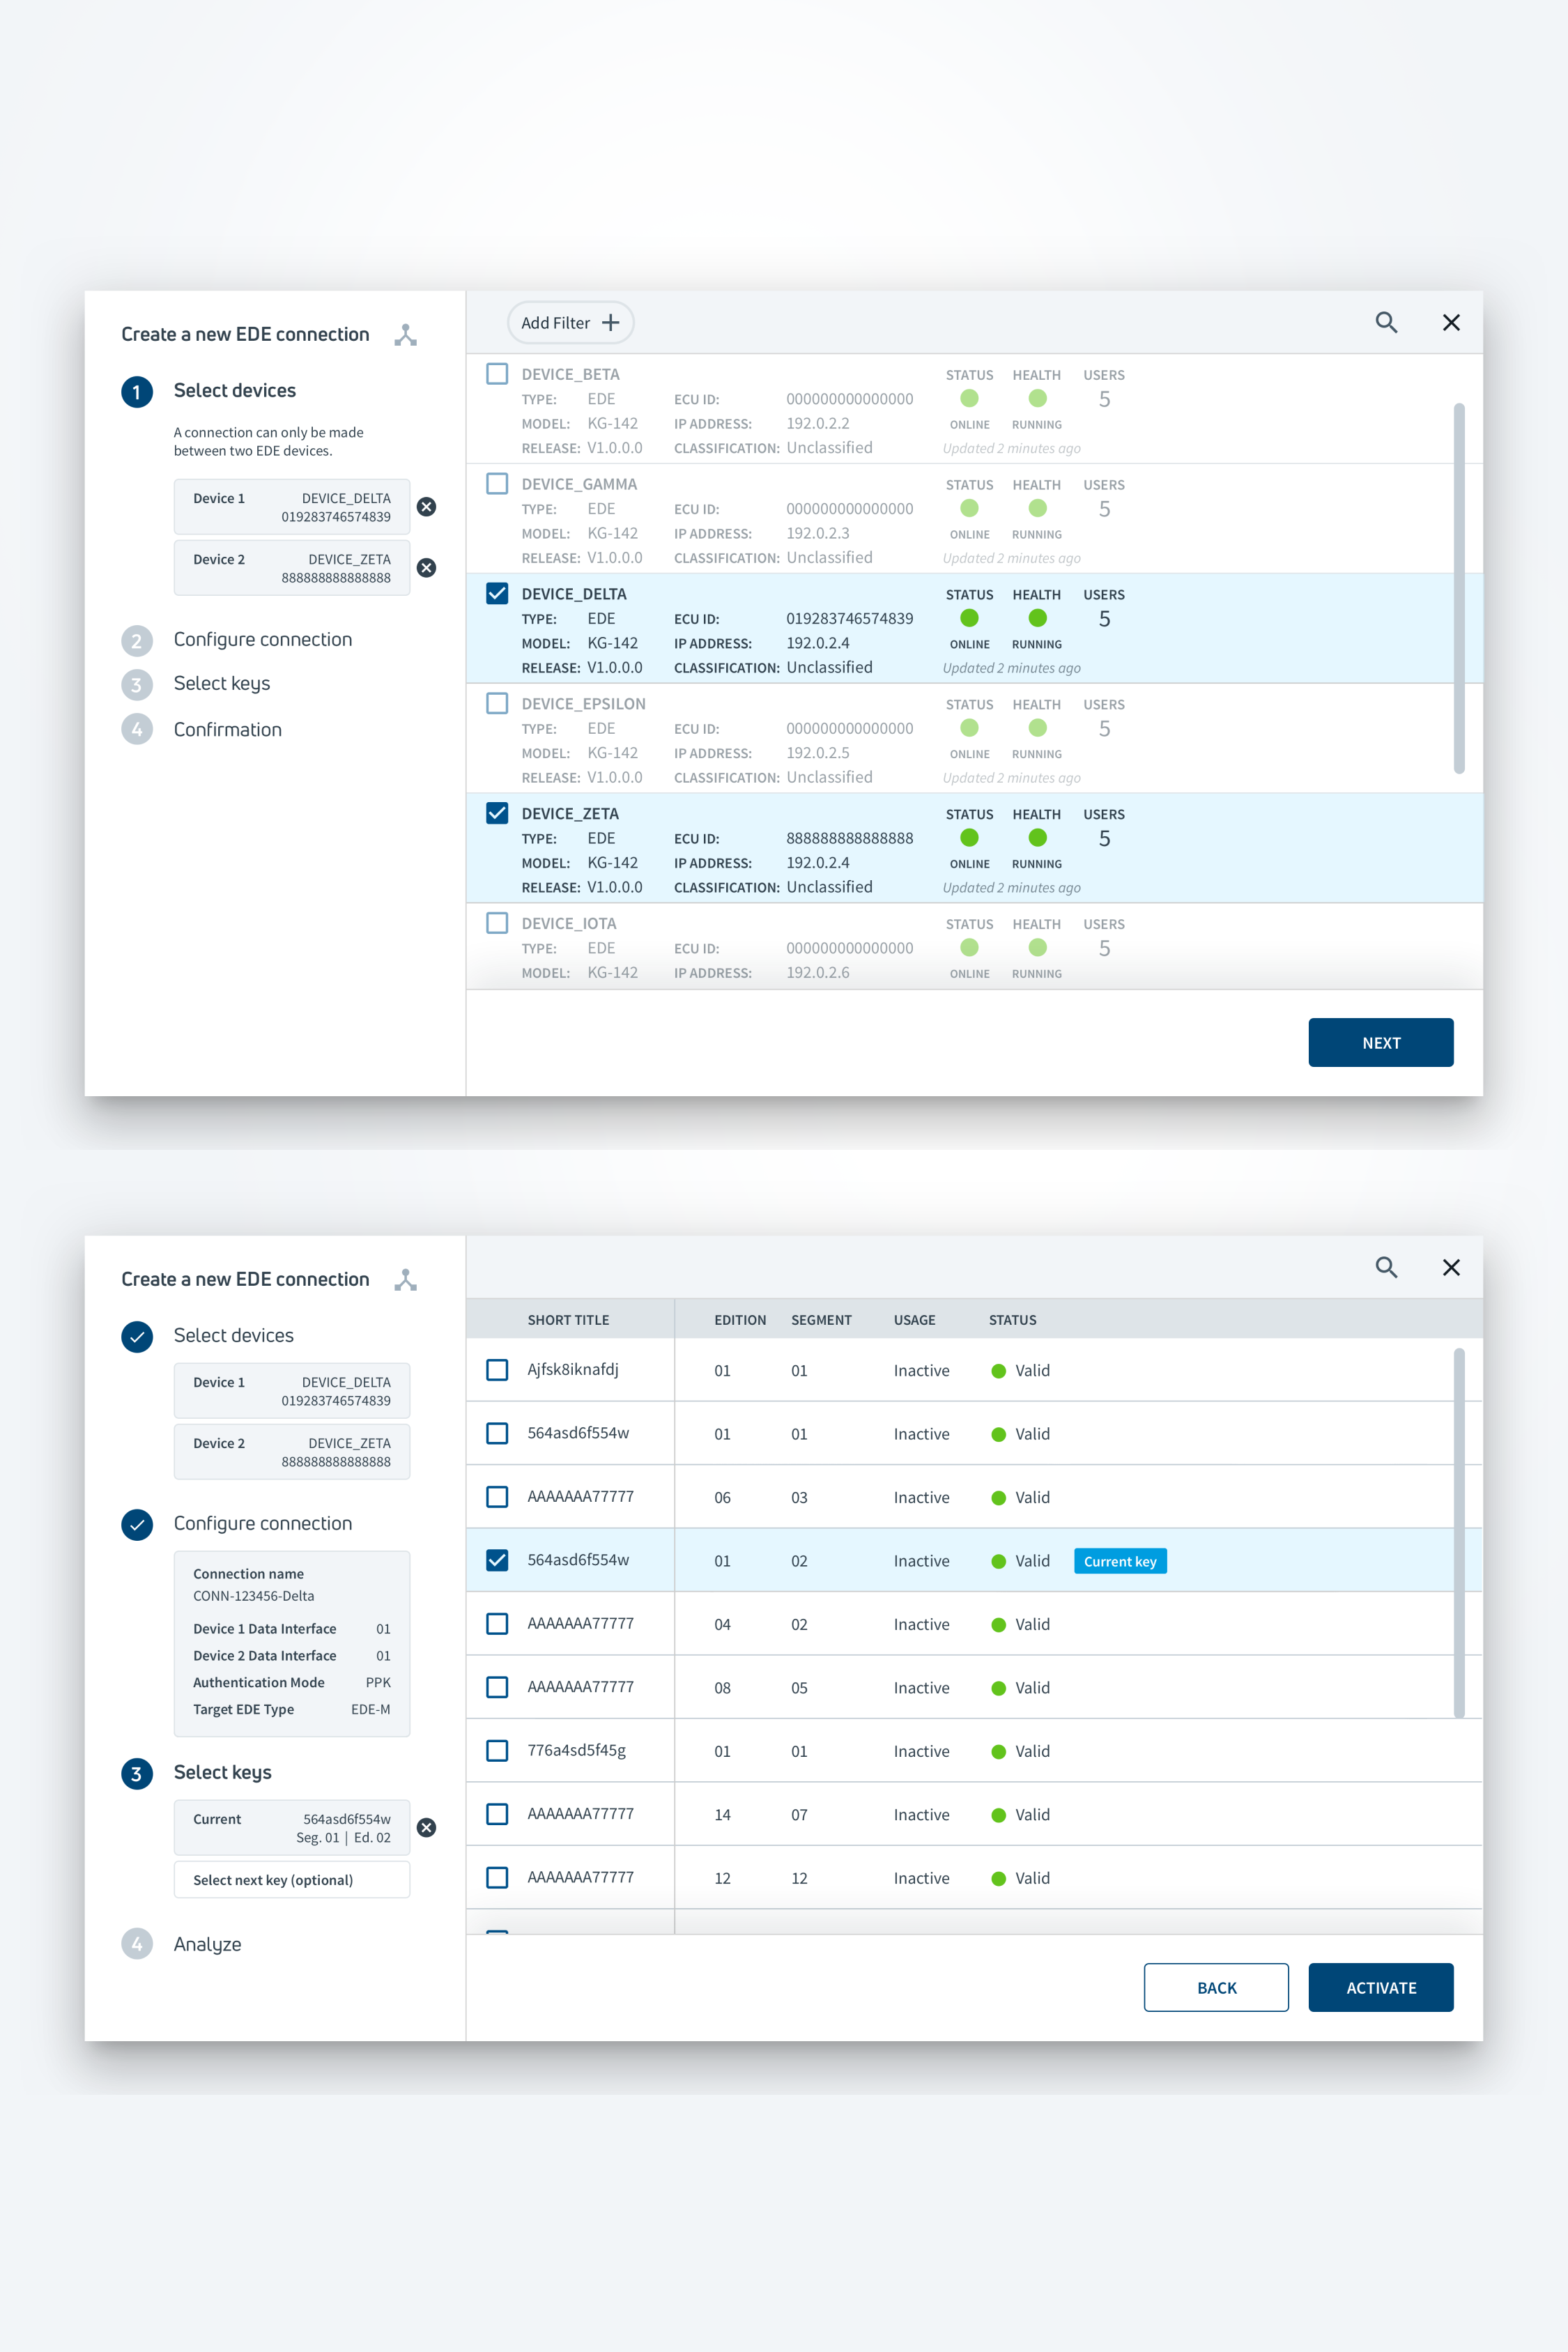 Create a new EDE connection
1 Select devices
A connection can only be made
between two EDE devices.
Device 1 DEVICE_DELTA
019283746574839
Device 2 DEVICE_ZETA
888888888888888
2 Configure connection
3 Select keys
4 Confirmation
Add Filter
DEVICE_BETA STATUS HEALTH USERS
TYPE: EDE ECU ID: 000000000000000 5
MODEL: KG-142 IP ADDRESS: 192.0.2.2 ONLINE RUNNING
RELEASE: V1.0.0.0 CLASSIFICATION: Unclassified Updated 2 minutes ago
DEVICE_GAMMA STATUS HEALTH USERS
TYPE: EDE ECU ID: 000000000000000 5
MODEL: KG-142 IP ADDRESS: 192.0.2.3 ONLINE RUNNING
RELEASE: V1.0.0.0 CLASSIFICATION: Unclassified Updated 2 minutes ago
DEVICE_DELTA STATUS HEALTH USERS
TYPE: EDE ECU ID: 019283746574839 5
MODEL: KG-142 IP ADDRESS: 192.0.2.4 ONLINE RUNNING
RELEASE: V1.0.0.0 CLASSIFICATION: Unclassified Updated 2 minutes ago
DEVICE_EPSILON STATUS HEALTH USERS
TYPE: EDE ECU ID: 000000000000000 5
MODEL: KG-142 IP ADDRESS: 192.0.2.5 ONLINE RUNNING
RELEASE: V1.0.0.0 CLASSIFICATION: Unclassified Updated 2 minutes ago
DEVICE_ZETA STATUS HEALTH USERS
TYPE: EDE ECU ID: 888888888888888 5
MODEL: KG-142 IP ADDRESS: 192.0.2.4 ONLINE RUNNING
RELEASE: V1.0.0.0 CLASSIFICATION: Unclassified Updated 2 minutes ago
DEVICE_IOTA STATUS HEALTH USERS
TYPE: EDE ECU ID: 000000000000000 5
MODEL: KG-142 IP ADDRESS: 192.0.2.6 ONLINE RUNNING
NEXT
Create a new EDE connection
Select devices
Device 1 DEVICE_DELTA
019283746574839
Device 2 DEVICE_ZETA
888888888888888
Configure connection
Connection name
CONN-123456-Delta
Device 1 Data Interface 01
Device 2 Data Interface 01
Authentication Mode PPK
Target EDE Type EDE-M
3 Select keys
Current 564asd6f554w
Seg. 01 | Ed. 02
Select next key (optional)
4 Analyze
SHORT TITLE EDITION SEGMENT USAGE STATUS
Ajfsk8iknafdj 01 01 Inactive Valid
564asd6f554w 01 01 Inactive Valid
AAAAAAA77777 06 03 Inactive Valid
564asd6f554w 01 02 Inactive Valid Current key
AAAAAAA77777 04 02 Inactive Valid
AAAAAAA77777 08 05 Inactive Valid
776a4sd5f45g 01 01 Inactive Valid
AAAAAAA77777 14 07 Inactive Valid
AAAAAAA77777 12 12 Inactive Valid
BACK ACTIVATE